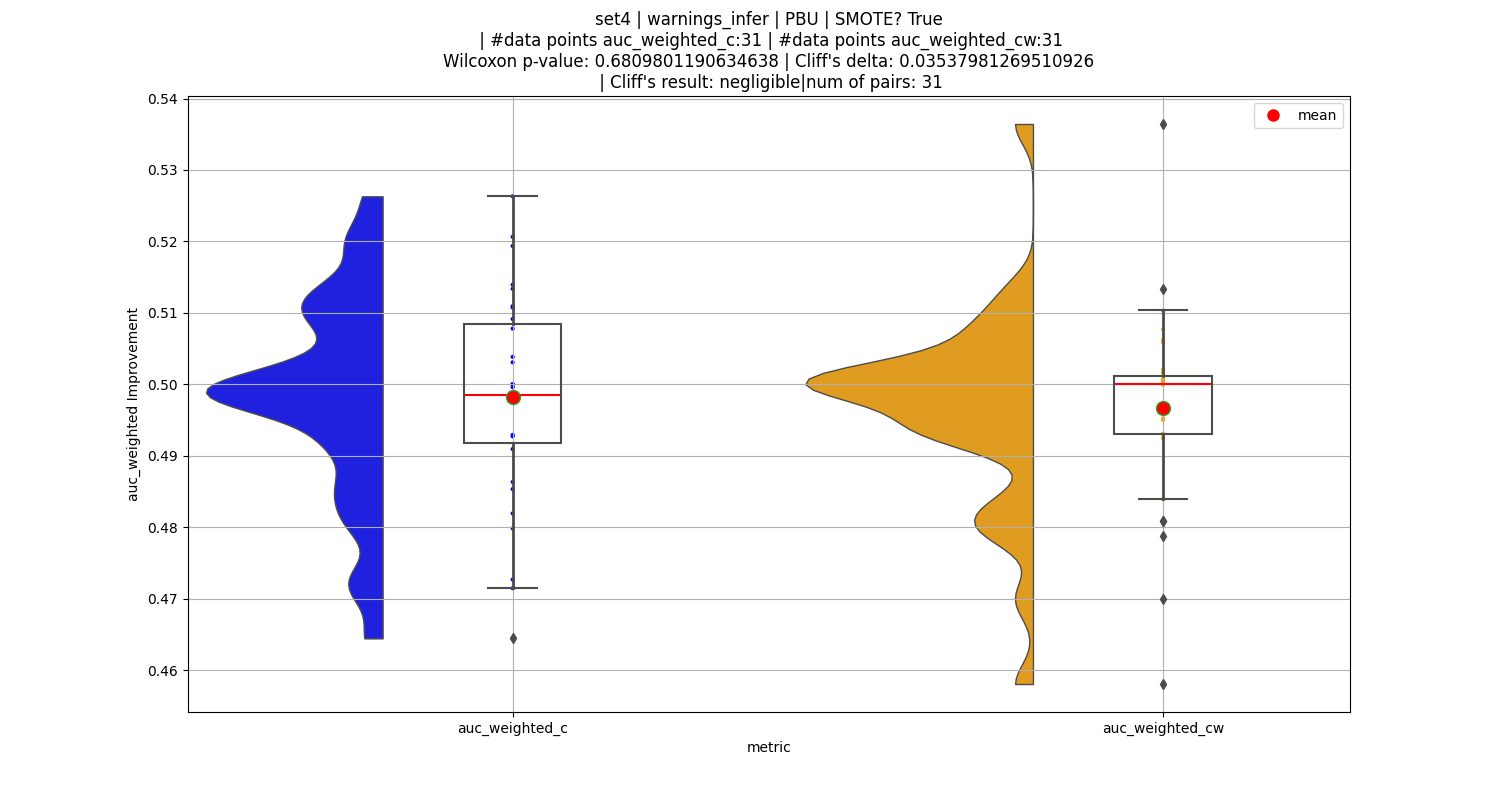 set4 | warnings_infer | PBU | SMOTE? True
| #data points auc_weighted_c:31 | #data points auc_weighted_cw:31
Wilcoxon p-value: 0.6809801190634638 | Cliff's delta: 0.03537981269510926
| Cliff's result: negligible|num of pairs: 31
mean
0.54
0.53
0.52
0.51
0.50
0.49
0.48
0.47
0.46
auc_weighted Improvement
auc_weighted_c
auc_weighted_cw
metric